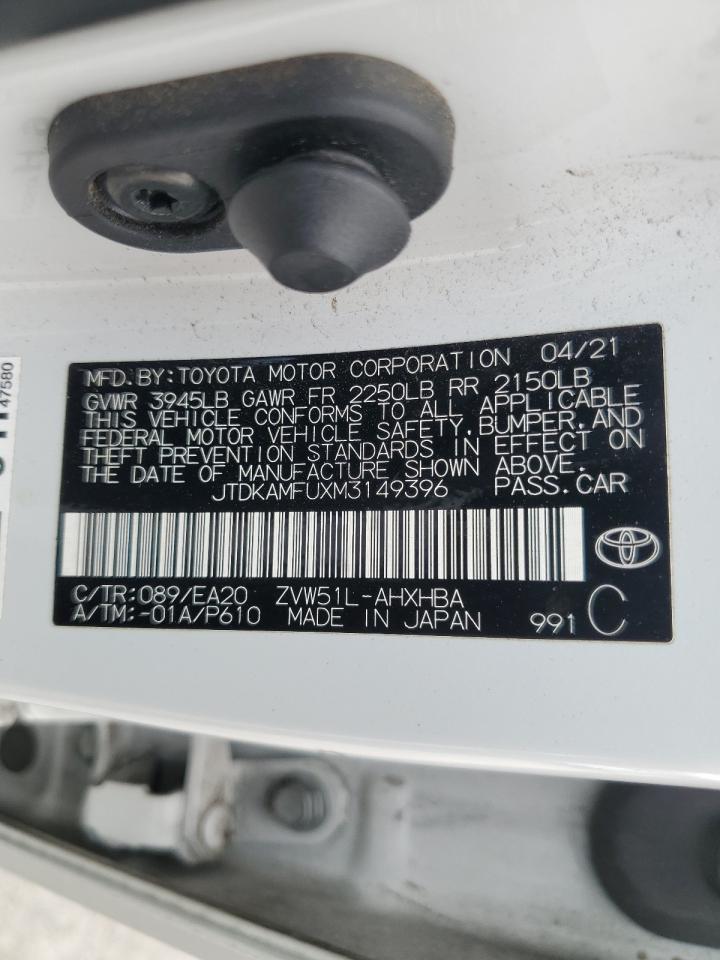 MFD.BY:TOYOTA MOTOR CORPORATION 04/21
GVWR 3945LB GAWR FR 2250LB RR 2150LB
THIS VEHICLE CONFORMS TO ALL APPLICABLE
FEDERAL MOTOR VEHICLE SAFETY,BUMPER,AND
THEFT PREVENTION STANDARDS IN EFFECT ON
THE DATE OF MANUFACTURE SHOWN ABOVE.
JTDKAMFUXM3149396 PASS.CAR
C/TR:089/EA20 ZVW51L-AHXHBA
A/TM:-01A/P610 MADE IN JAPAN 991 C
47580